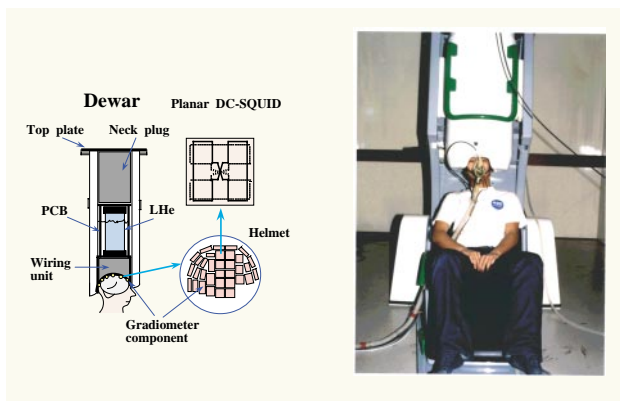 Dewar
Planar DC-SQUID
Top plate
Neck plug
PCB
LHe
Helmet
Wiring
unit
Gradiometer
component